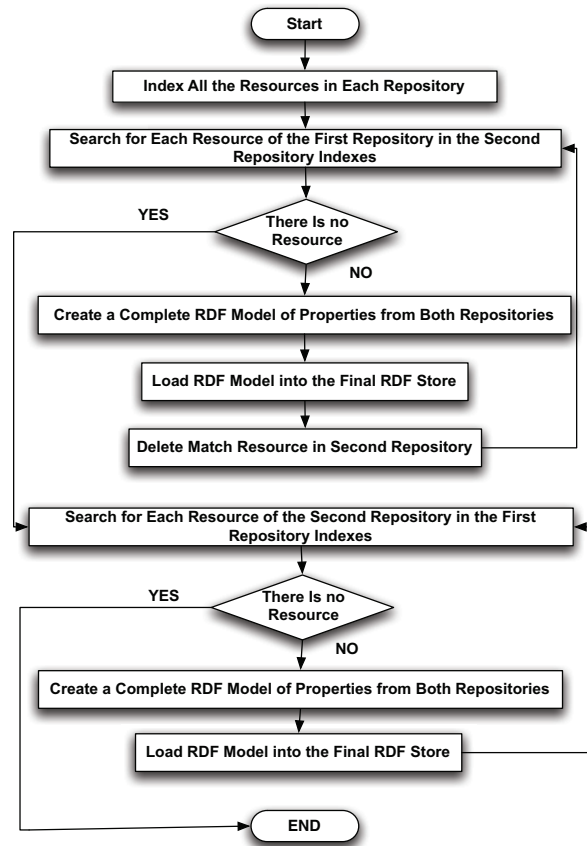 Start
Index All the Resources in Each Repository
Search for Each Resource of the First Repository in the Second
Repository Indexes
YES
There Is no
Resource
NO
Create a Complete RDF Model of Properties from Both Repositories
Load RDF Model into the Final RDF Store
Delete Match Resource in Second Repository
Search for Each Resource of the Second Repository in the First
Repository Indexes
YES
There Is no
Resource
NO
Create a Complete RDF Model of Properties from Both Repositories
Load RDF Model into the Final RDF Store
END